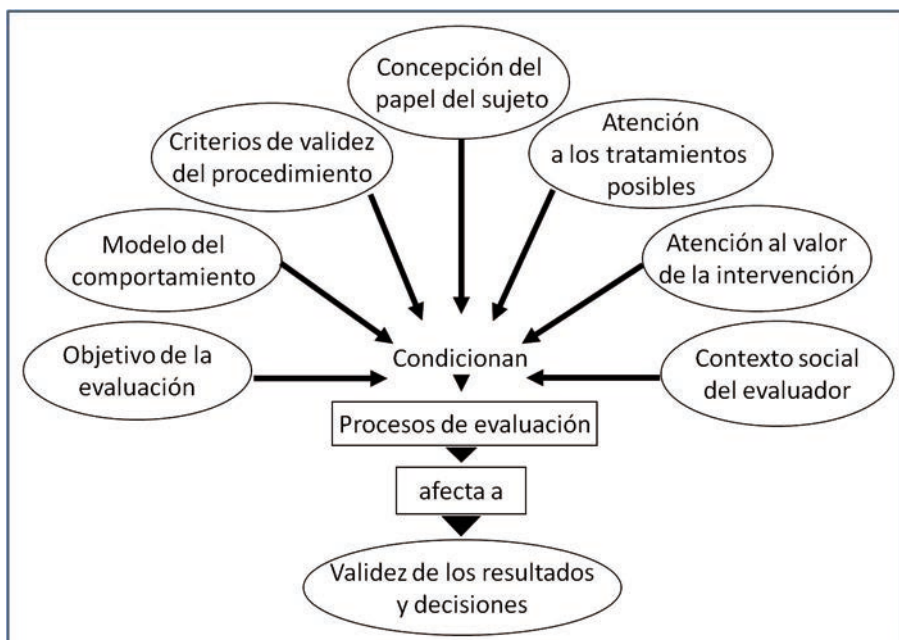 Concepción del
papel del sujeto
Criterios de validez
del procedimiento
Atención
a los tratamientos
posibles
Modelo del
comportamiento
Atención al valor
de la intervención
Objetivo de la
evaluación
Condicionan
Contexto social
del evaluador
Procesos de evaluación
afecta a
Validez de los resultados
y decisiones